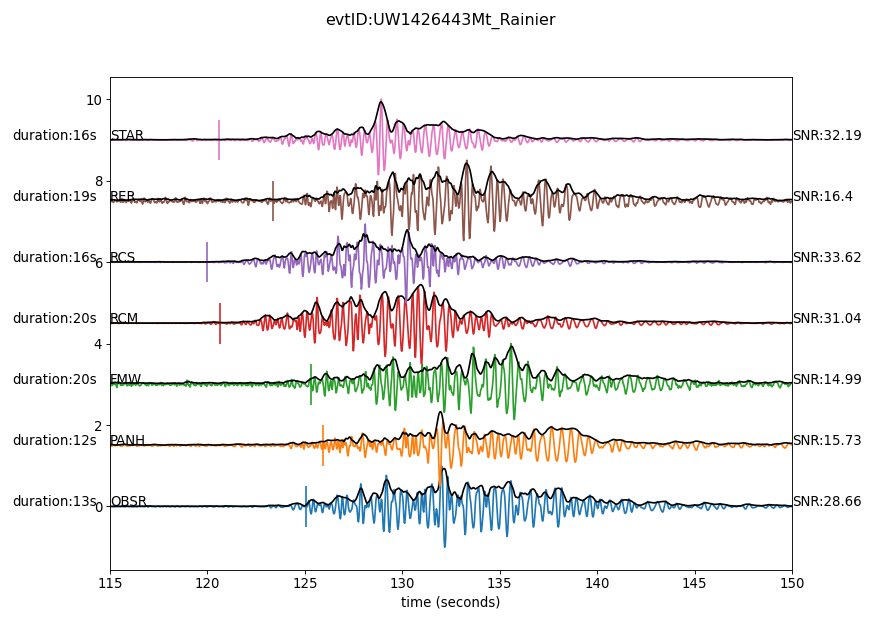 evtID:UW1426443Mt_Rainier
10
duration:16s STAR SNR:32.19
8
duration:19s RER SNR:16.4
duration:16s RCS SNR:33.62
6
duration:20s RCM SNR:31.04
4
duration:20s EMW SNR:14.99
2
duration:12s PANH SNR:15.73
duration:13s OBSR SNR:28.66
0
115 120 125 130 135 140 145 150
time (seconds)